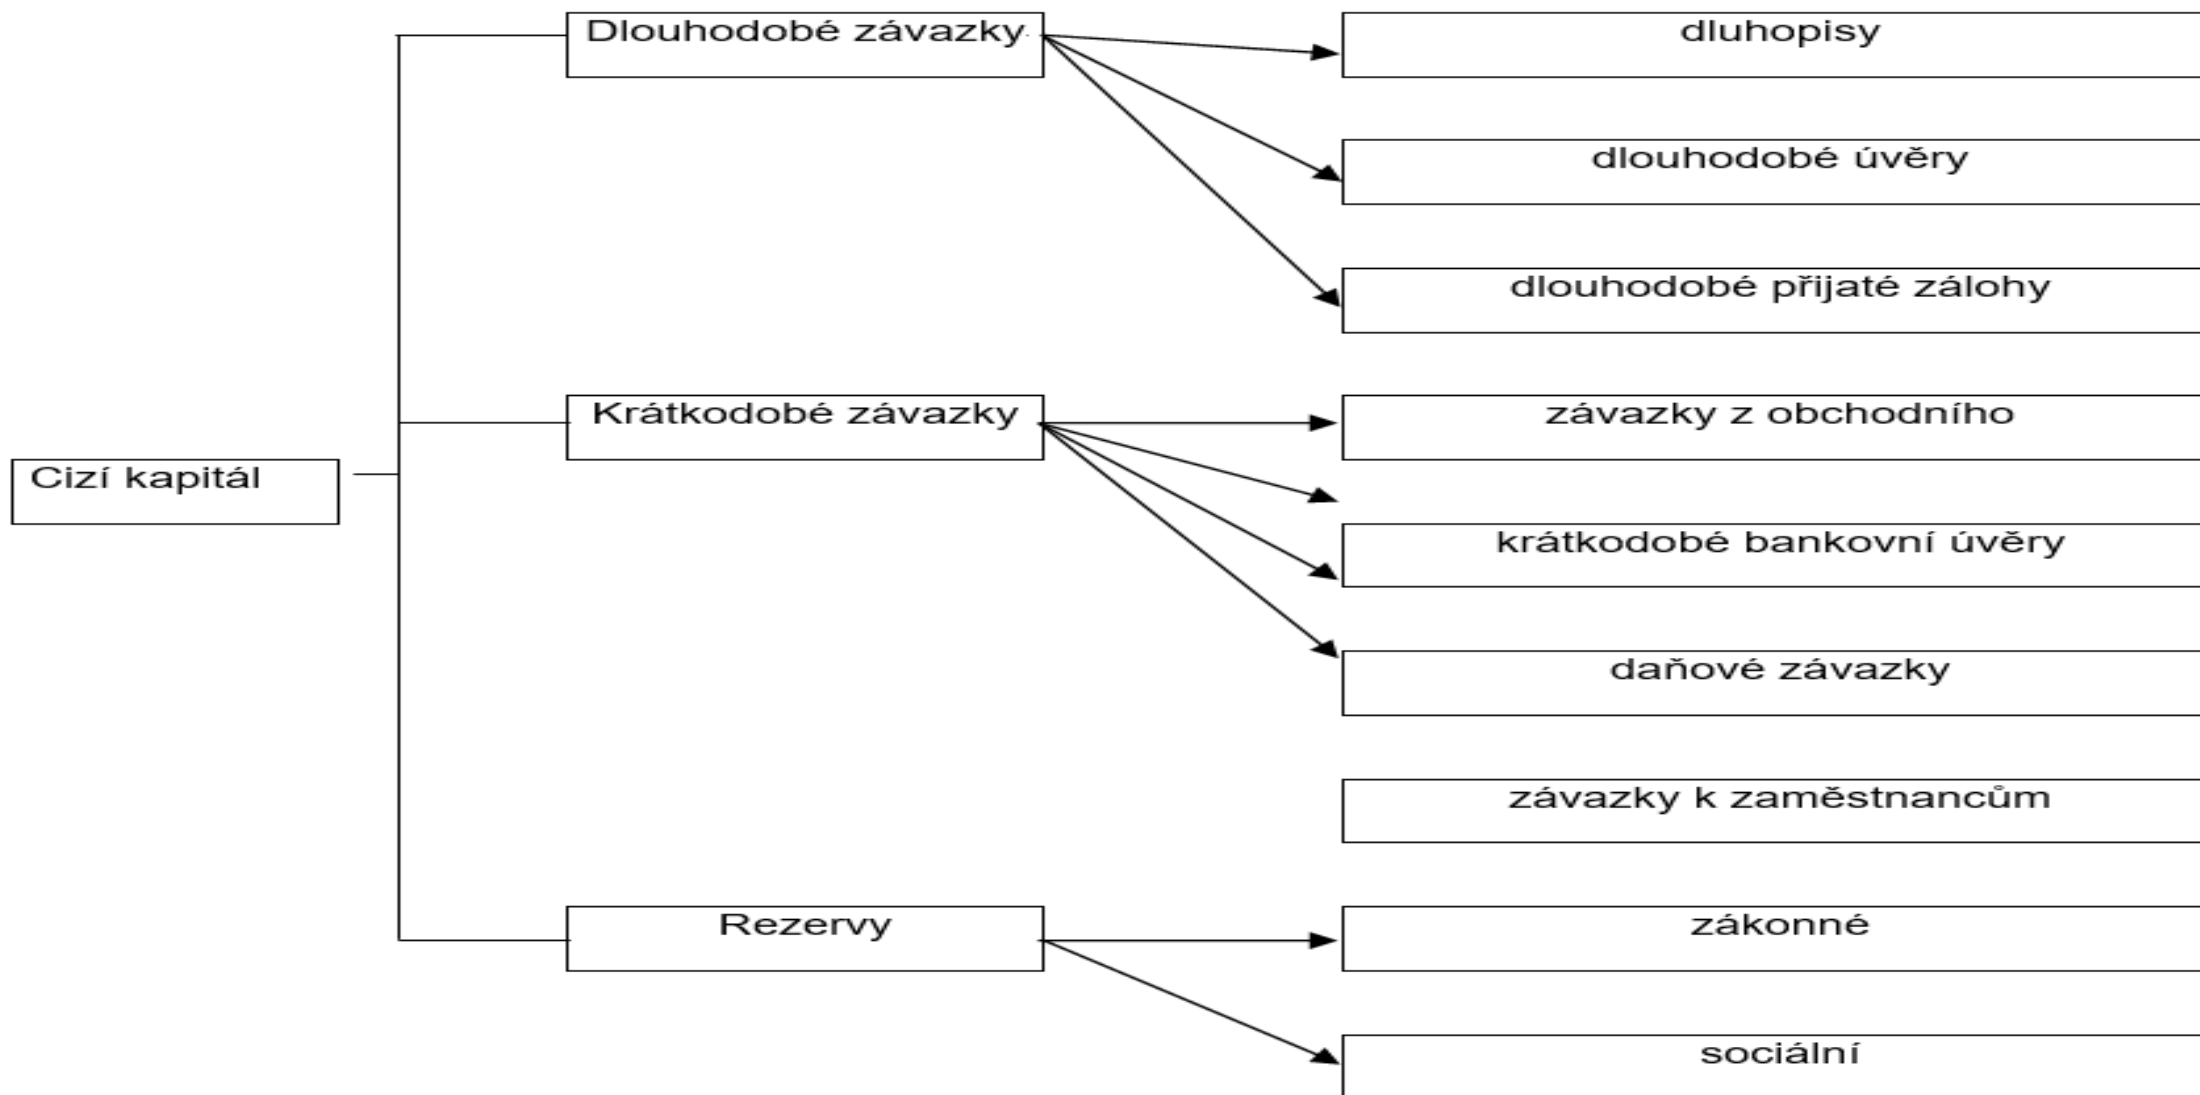 Dlouhodobé závazky
dluhopisy
dlouhodobé úvěry
dlouhodobé přijaté zálohy
Krátkodobé závazky
závazky z obchodního
Cizí kapitál
krátkodobé bankovní úvěry
daňové závazky
závazky k zaměstnancům
Rezervy
zákonné
sociální